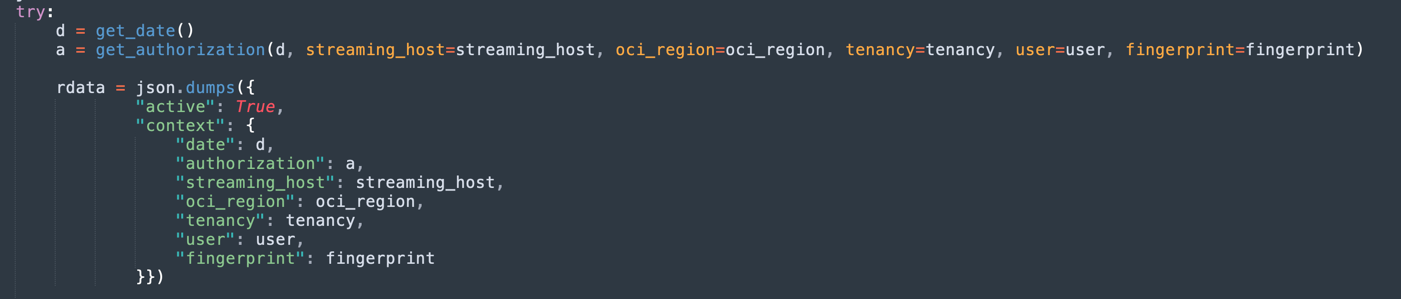 try:
    d = get_date()
    a = get_authorization(d, streaming_host=streaming_host, oci_region=oci_region, tenancy=tenancy, user=user, fingerprint=fingerprint)
    rdata = json.dumps({
            "active": True,
            "context": {
                "date": d,
                "authorization": a,
                "streaming_host": streaming_host,
                "oci_region": oci_region,
                "tenancy": tenancy,
                "user": user,
                "fingerprint": fingerprint
            }})